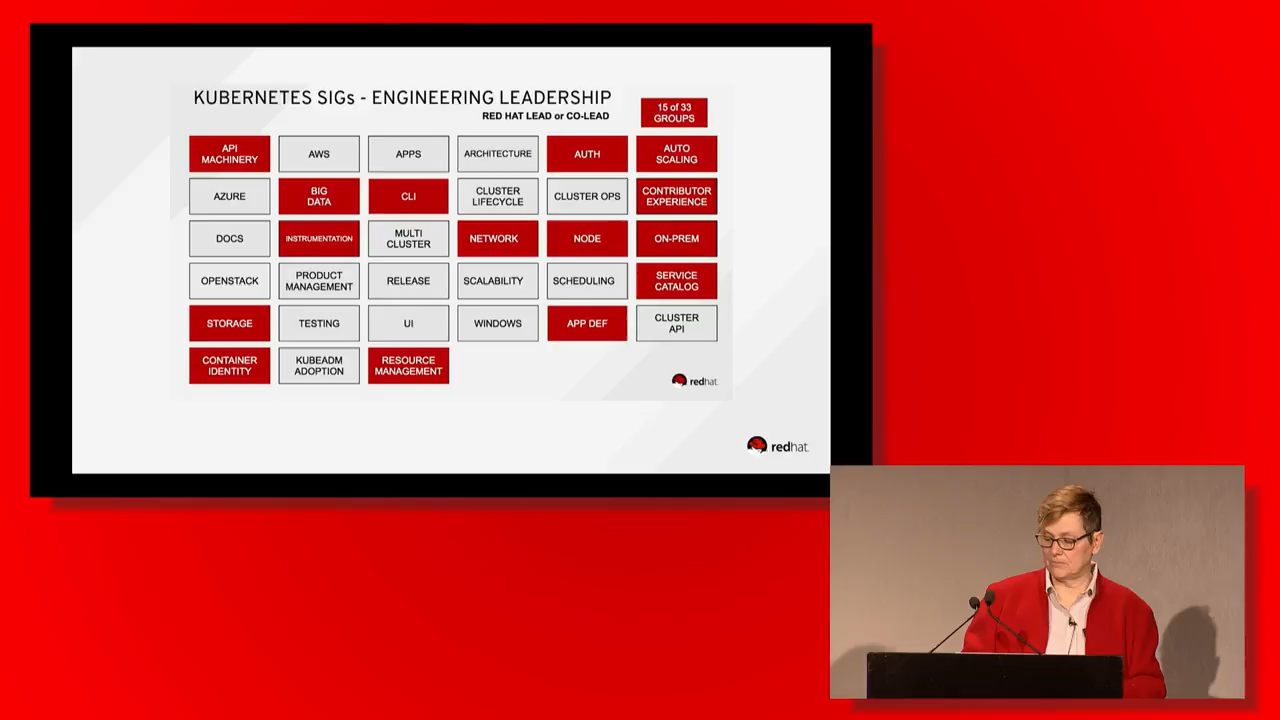 KUBERNETES SIGs - ENGINEERING LEADERSHIP
RED HAT LEAD or CO-LEAD
15 of 33
GROUPS
API
MACHINERY
AWS
APPS
ARCHITECTURE
AUTH
AUTO
SCALING
AZURE
BIG
DATA
CLI
CLUSTER
LIFECYCLE
CLUSTER OPS
CONTRIBUTOR
EXPERIENCE
DOCS
INSTRUMENTATION
MULTI
CLUSTER
NETWORK
NODE
ON-PREM
OPENSTACK
PRODUCT
MANAGEMENT
RELEASE
SCALABILITY
SCHEDULING
SERVICE
CATALOG
STORAGE
TESTING
UI
WINDOWS
APP DEF
CLUSTER
API
CONTAINER
IDENTITY
KUBEADM
ADOPTION
RESOURCE
MANAGEMENT
redhat.
redhat.